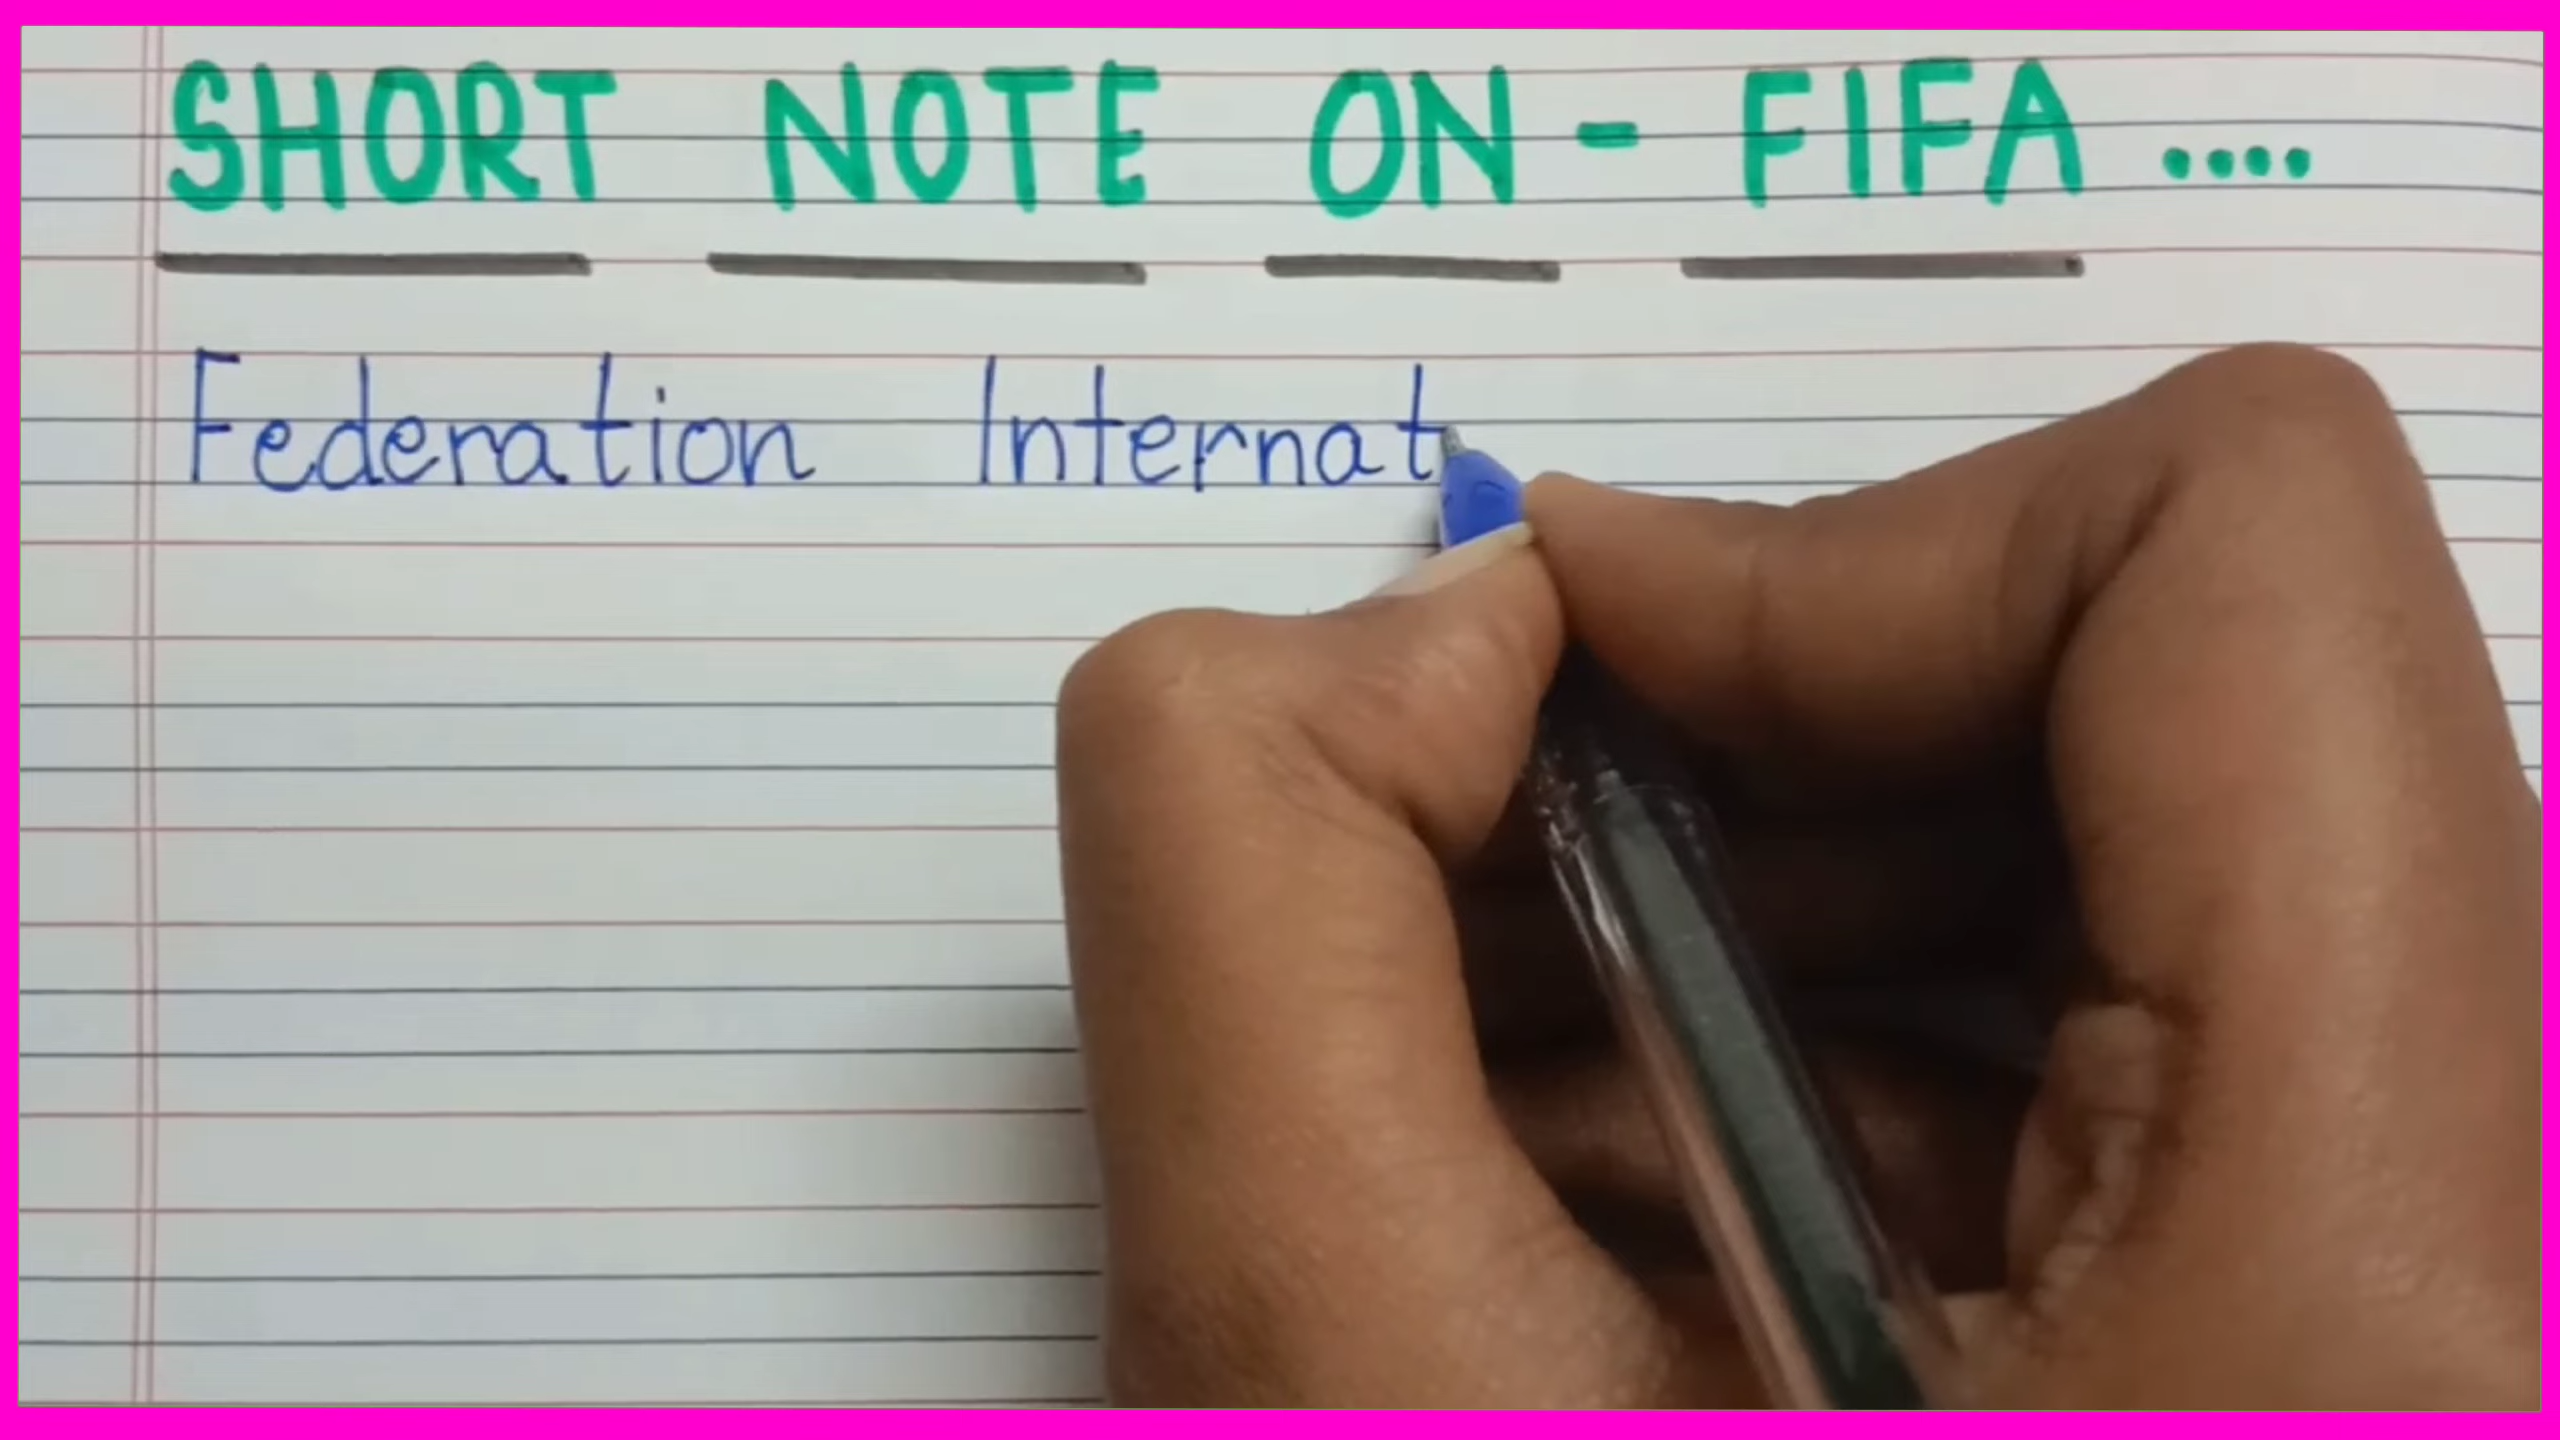 SHORT NOTE ON - FIFA ....
Federation Internat